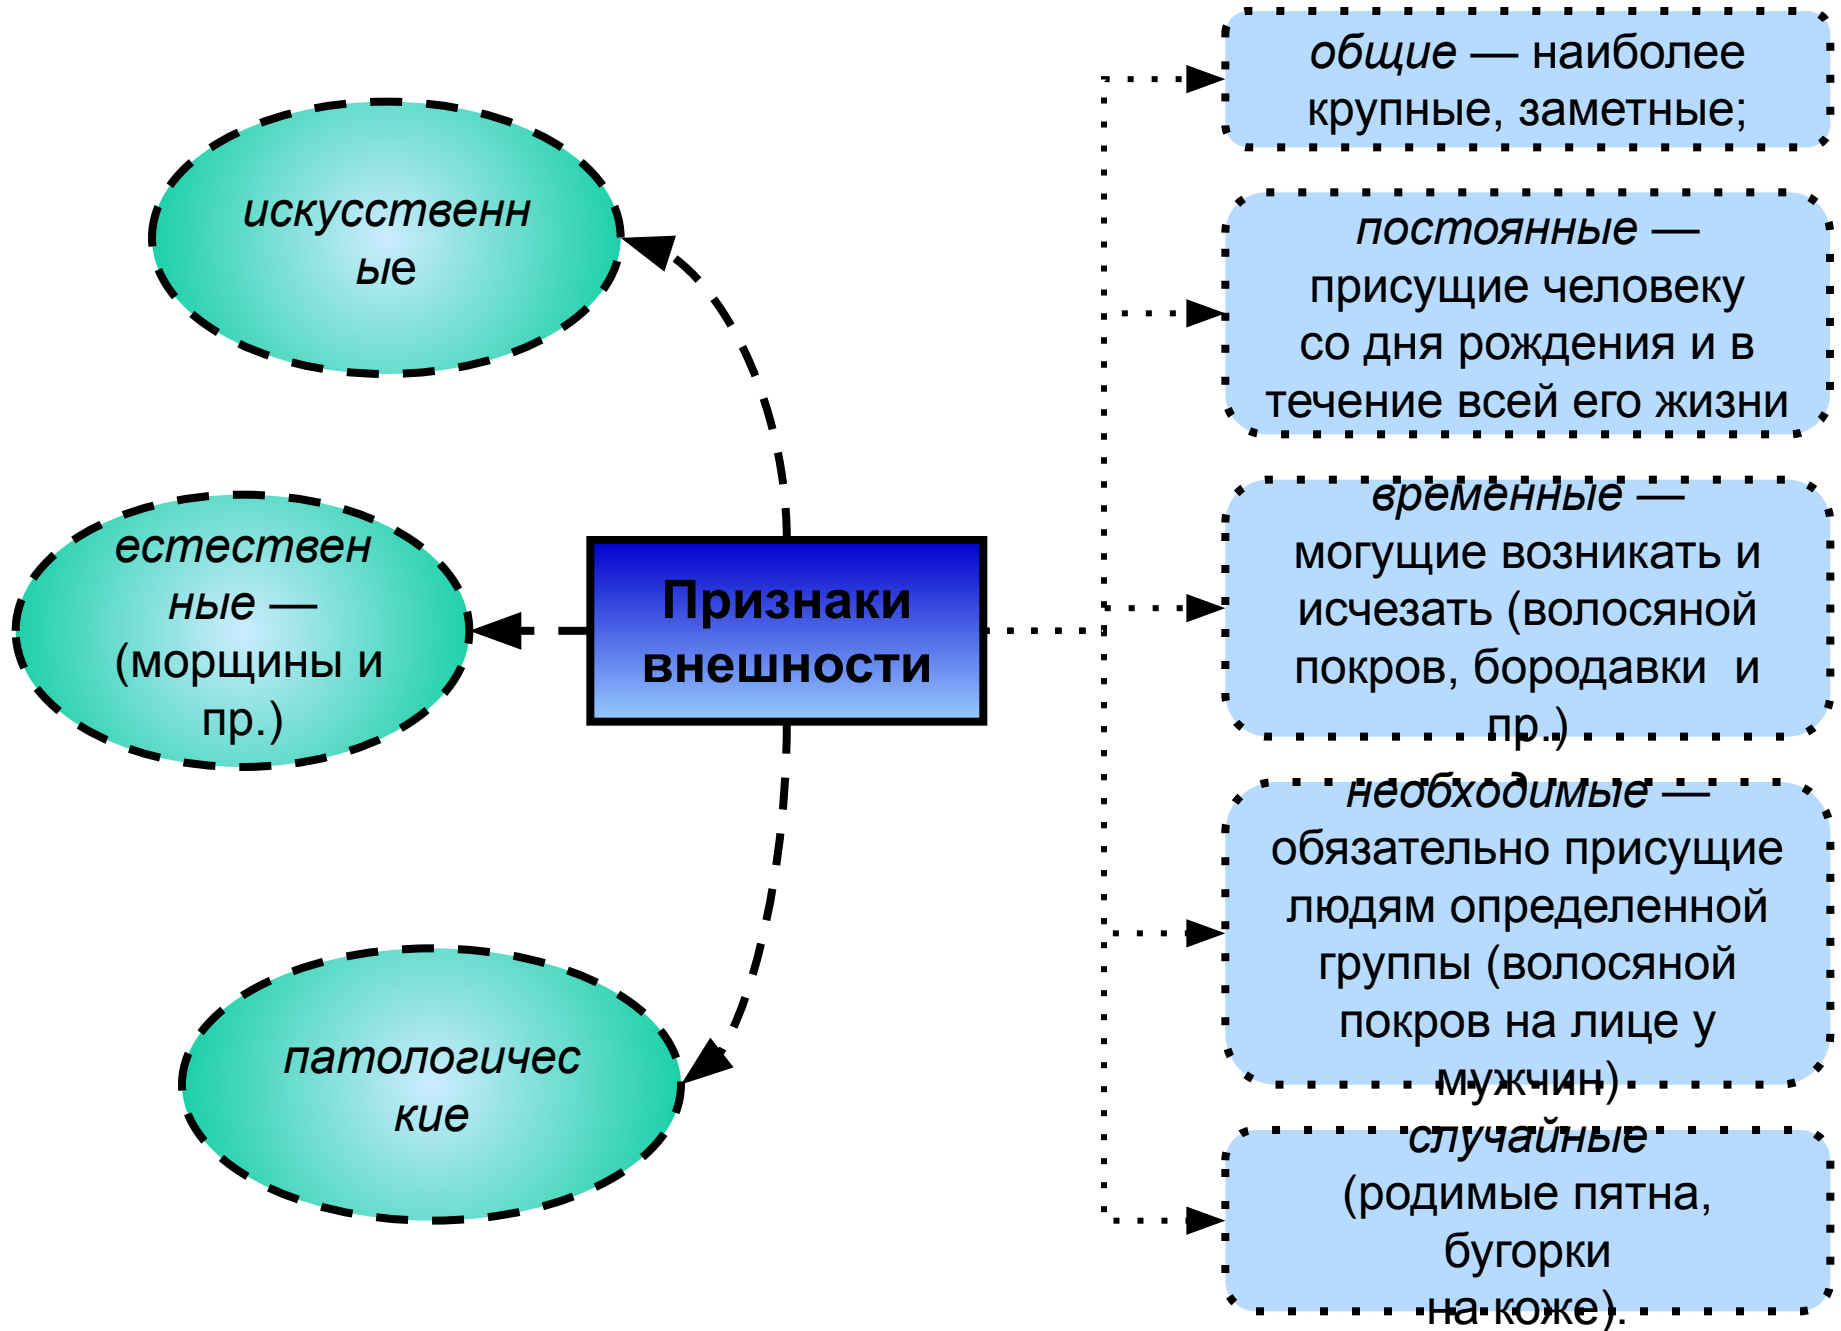 искусственн
ые
естествен
ные —
(морщины и
пр.)
патологичес
кие
Признаки
внешности
общие — наиболее
крупные, заметные;
постоянные —
присущие человеку
со дня рождения и в
течение всей его жизни
временные —
могущие возникать и
исчезать (волосяной
покров, бородавки и
пр.)
необходимые —
обязательно присущие
людям определенной
группы (волосяной
покров на лице у
мужчин)
случайные
(родимые пятна,
бугорки
на коже).